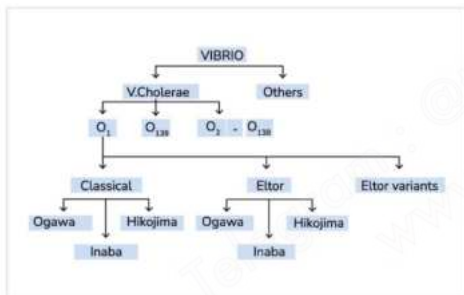 VIBRIO
V.Cholerae Others
O₁ O₁₃₉ O₂ - O₁₃₈
Classical Eltor Eltor variants
Ogawa Hikojima Ogawa Hikojima
Inaba Inaba